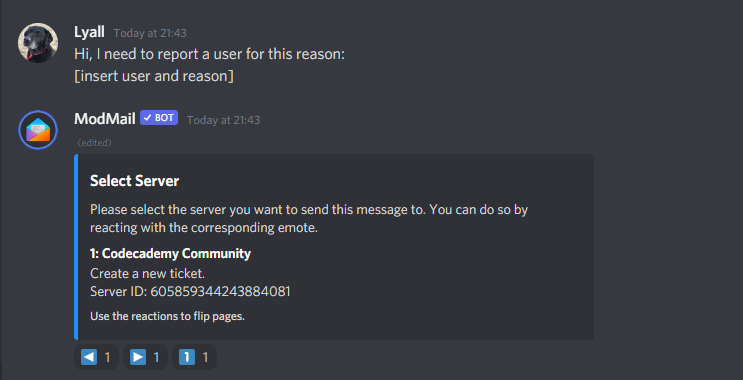 Lyall Today at 21:43
Hi, I need to report a user for this reason:
[insert user and reason]
ModMail ✓ BOT Today at 21:43
(edited)
Select Server
Please select the server you want to send this message to. You can do so by
reacting with the corresponding emote.
1: Codecademy Community
Create a new ticket.
Server ID: 605859344243884081
Use the reactions to flip pages.
◀ 1 ▶ 1 1 1